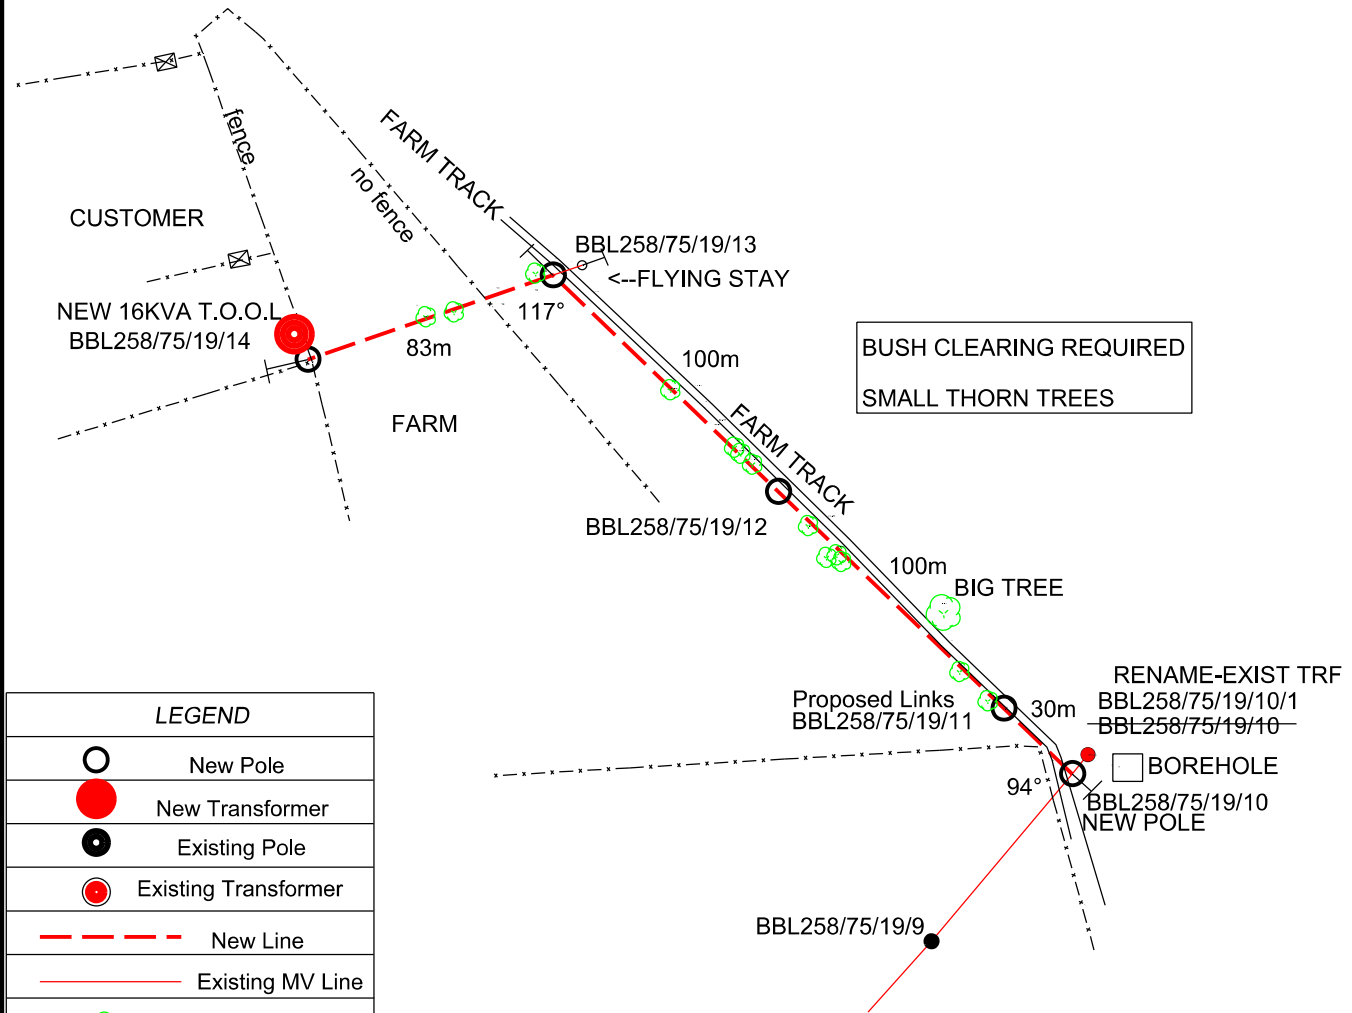 fence
FARM TRACK
no fence
CUSTOMER
BBL258/75/19/13
<--FLYING STAY
NEW 16KVA T.O.O.L
BBL258/75/19/14
117°
83m
100m
BUSH CLEARING REQUIRED
SMALL THORN TREES
FARM
FARM TRACK
BBL258/75/19/12
100m
BIG TREE
RENAME-EXIST TRF
BBL258/75/19/10/1
BBL258/75/19/10
Proposed Links
BBL258/75/19/11
30m
BOREHOLE
94°
BBL258/75/19/10
NEW POLE
BBL258/75/19/9
LEGEND
New Pole
New Transformer
Existing Pole
Existing Transformer
New Line
Existing MV Line